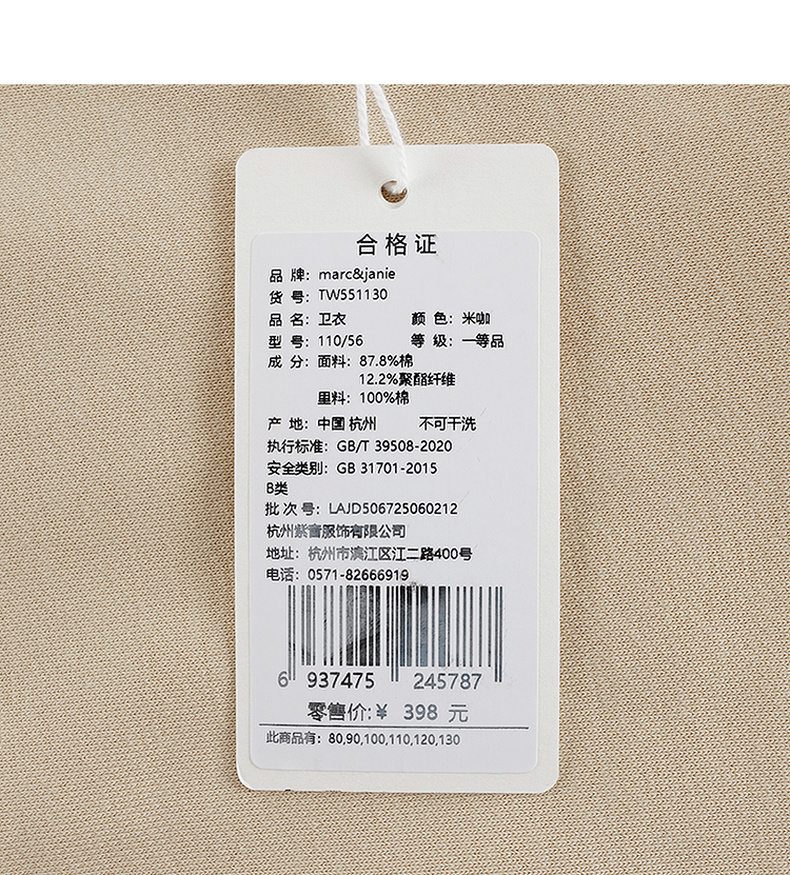 合格证
品 牌：marc&janie
货 号：TW551130
品 名：卫衣 颜 色：米咖
型 号：110/56 等 级：一等品
成 分：面料：87.8%棉
12.2%聚酯纤维
里料：100%棉
产 地：中国 杭州 不可干洗
执行标准：GB/T 39508-2020
安全类别：GB 31701-2015
B类
批 次 号：LAJD506725060212
杭州紫音服饰有限公司
地址：杭州市滨江区江二路400号
电话：0571-82666919
6 937475 245787
零售价:￥ 398 元
此商品有：80,90,100,110,120,130